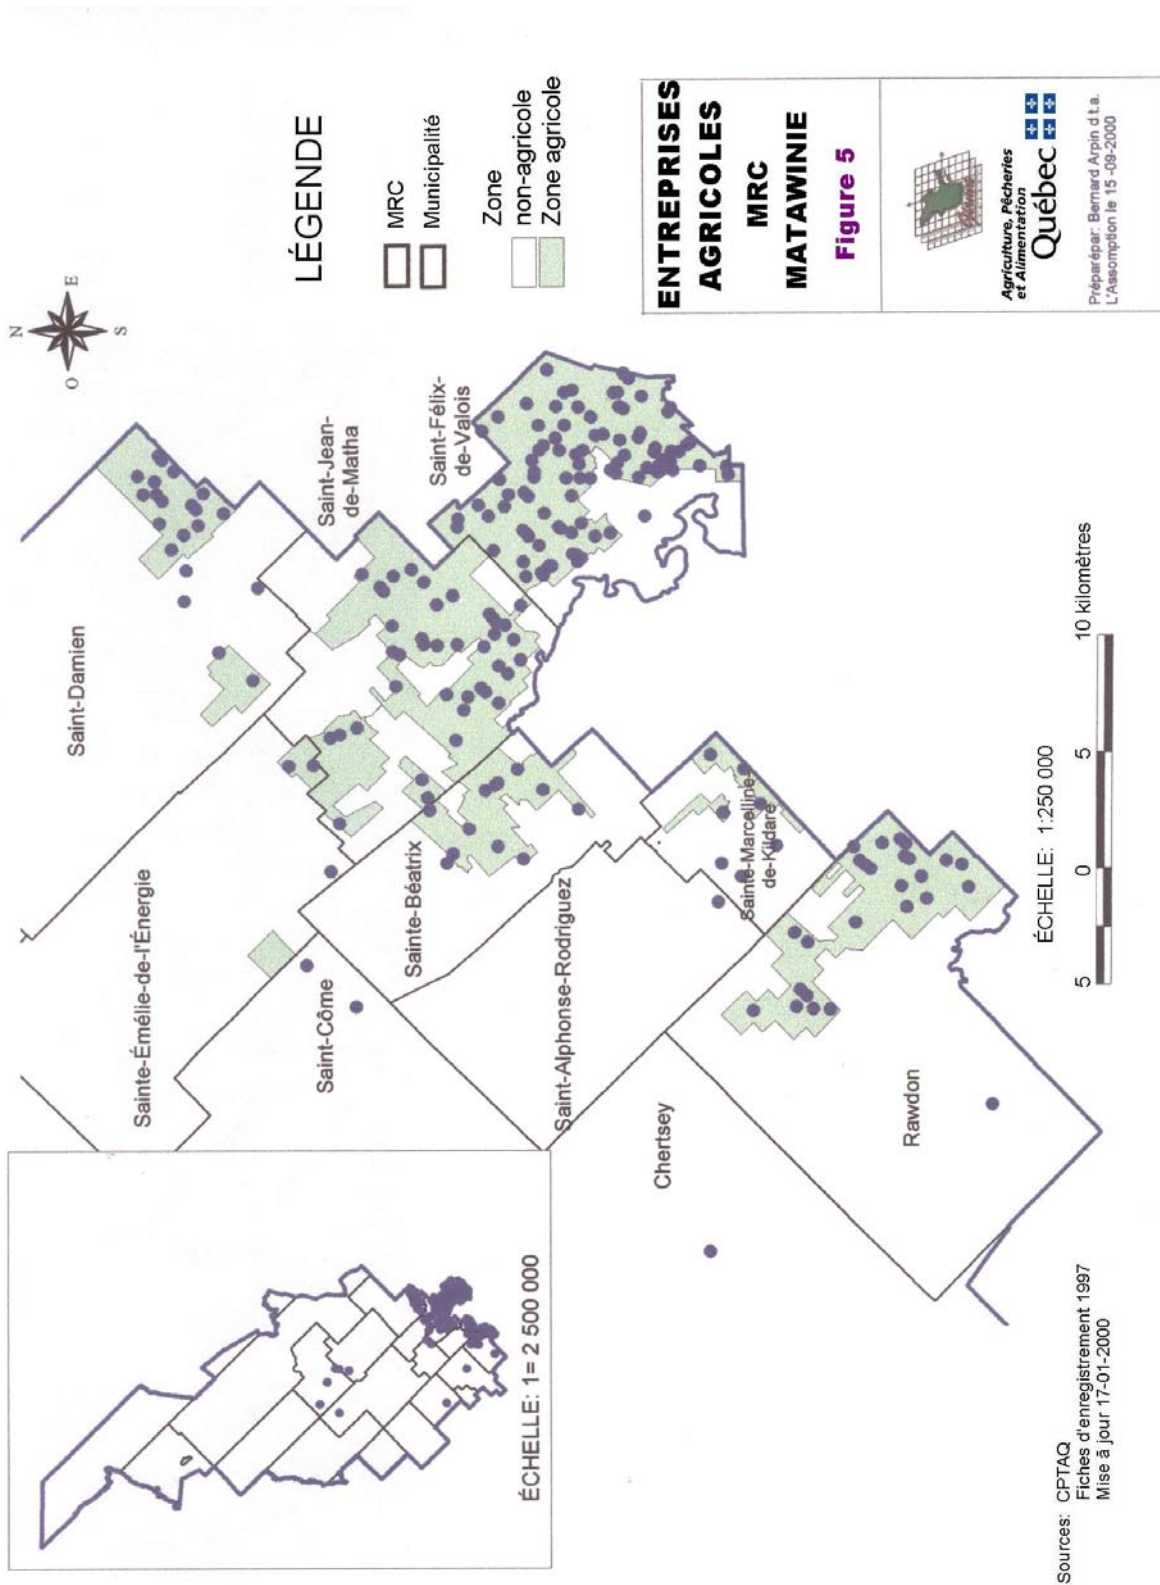 ÉCHELLE: 1= 2 500 000
N
O
E
S
Saint-Damien
Sainte-Émélie-de-l'Énergie
Saint-Jean-
de-Matha
Saint-Côme
Saint-Félix-
de-Valois
Sainte-Béatrix
Saint-Alphonse-Rodriguez
Chertsey
Sainte-Marcelline-
de-Kildare
Rawdon
LÉGENDE
MRC
Municipalité
Zone
non-agricole
Zone agricole
ENTREPRISES
AGRICOLES
MRC
MATAWINIE
Figure 5
Agriculture, Pêcheries
et Alimentation
Québec
Préparépar: Bernard Arpin d t.a.
L'Assomption le 15 -09-2000
ÉCHELLE: 1:250 000
5 0 5 10 kilomètres
Sources: CPTAQ
Fiches d'enregistrement 1997
Mise à jour 17-01-2000